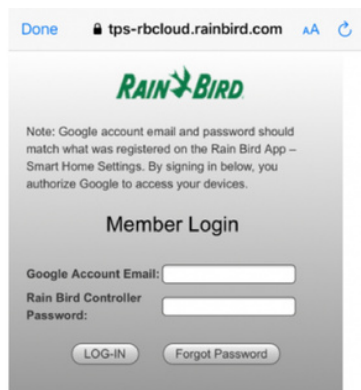 Done tps-rbcloud.rainbird.com AA
RAIN BIRD
Note: Google account email and password should
match what was registered on the Rain Bird App –
Smart Home Settings. By signing in below, you
authorize Google to access your devices.
Member Login
Google Account Email:
Rain Bird Controller
Password:
LOG-IN Forgot Password